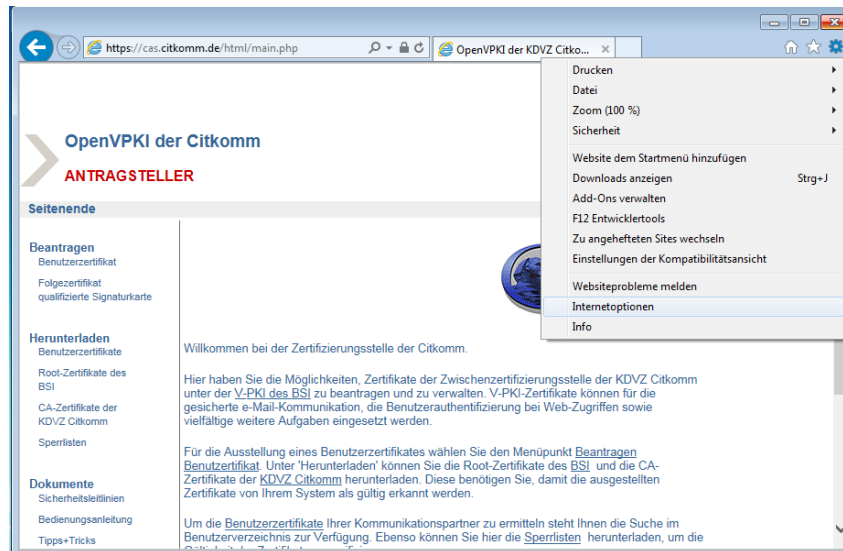 https://cas.citkomm.de/html/main.php
OpenVPKI der KDVZ Citko...
Drucken
Datei
Zoom (100 %)
Sicherheit
Website dem Startmenü hinzufügen
Downloads anzeigen Strg+J
Add-Ons verwalten
F12 Entwicklertools
Zu angehefteten Sites wechseln
Einstellungen der Kompatibilitätsansicht
Websiteprobleme melden
Internetoptionen
Info
OpenVPKI der Citkomm
ANTRAGSTELLER
Seitenende
Beantragen
Benutzerzertifikat
Folgezertifikat
qualifizierte Signaturkarte
Herunterladen
Benutzerzertifikate
Root-Zertifikate des
BSI
CA-Zertifikate der
KDVZ Citkomm
Sperrlisten
Dokumente
Sicherheitsleitlinien
Bedienungsanleitung
Tipps+Tricks
Willkommen bei der Zertifizierungsstelle der Citkomm.
Hier haben Sie die Möglichkeiten, Zertifikate der Zwischenzertifizierungsstelle der KDVZ Citkomm
unter der V-PKI des BSI zu beantragen und zu verwalten. V-PKI-Zertifikate können für die
gesicherte e-Mail-Kommunikation, die Benutzerauthentifizierung bei Web-Zugriffen sowie
vielfältige weitere Aufgaben eingesetzt werden.
Für die Ausstellung eines Benutzerzertifikates wählen Sie den Menüpunkt Beantragen
Benutzertifikat. Unter 'Herunterladen' können Sie die Root-Zertifikate des BSI und die CA-
Zertifikate der KDVZ Citkomm herunterladen. Diese benötigen Sie, damit die ausgestellten
Zertifikate von Ihrem System als gültig erkannt werden.
Um die Benutzerzertifikate Ihrer Kommunikationspartner zu ermitteln steht Ihnen die Suche im
Benutzerverzeichnis zur Verfügung. Ebenso können Sie hier die Sperrlisten herunterladen, um die